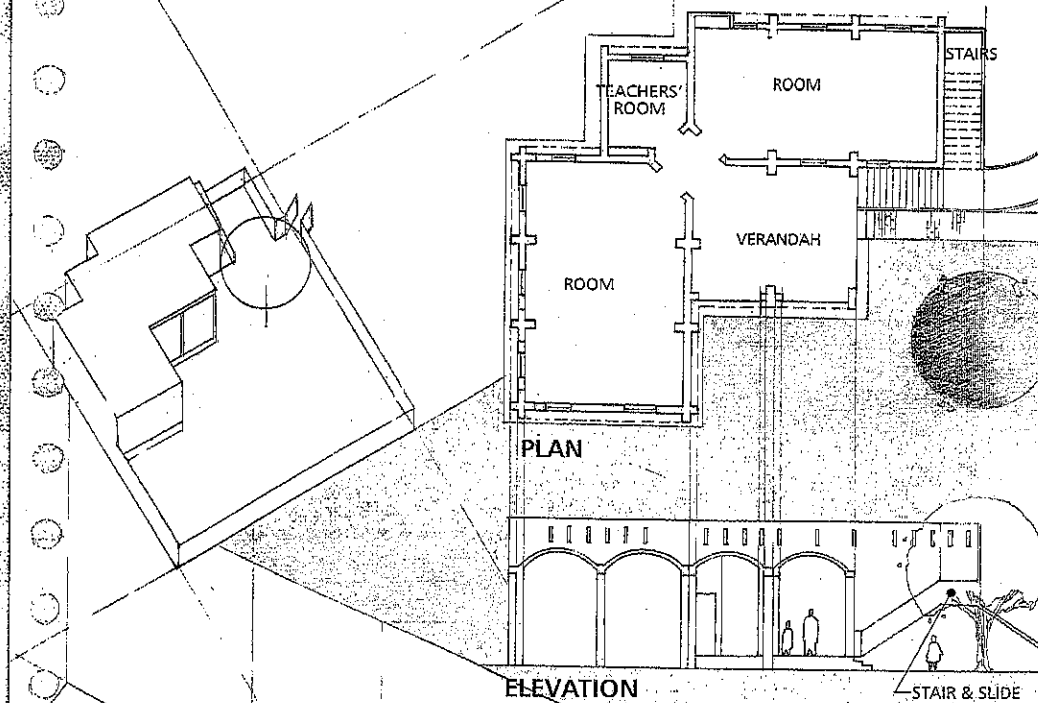 STAIRS
TEACHERS'
ROOM
ROOM
VERANDAH
ROOM
PLAN
ELEVATION
STAIR & SLIDE